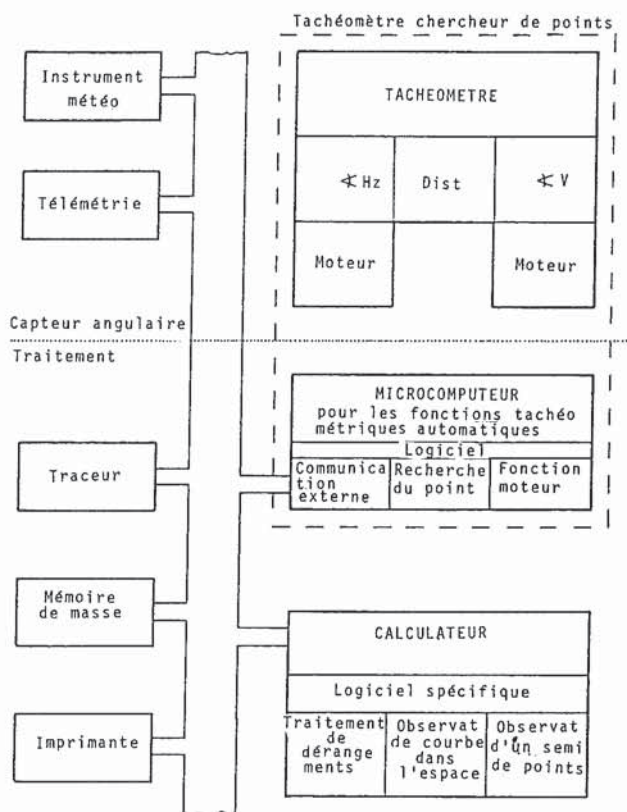 Tachéomètre chercheur de points
Instrument
météo
TACHEOMETRE
Télémétrie
∢ Hz
Dist
∢ V
Moteur
Moteur
Capteur angulaire
Traitement
MICROCOMPUTEUR
pour les fonctions tachéo
métriques automatiques
Logiciel
Communica
tion
externe
Recherche
du point
Fonction
moteur
Traceur
Mémoire
de masse
CALCULATEUR
Logiciel spécifique
Traitement
de
dérange
ments
Observat
de courbe
dans
l'espace
Observat
d'un semi
de points
Imprimante